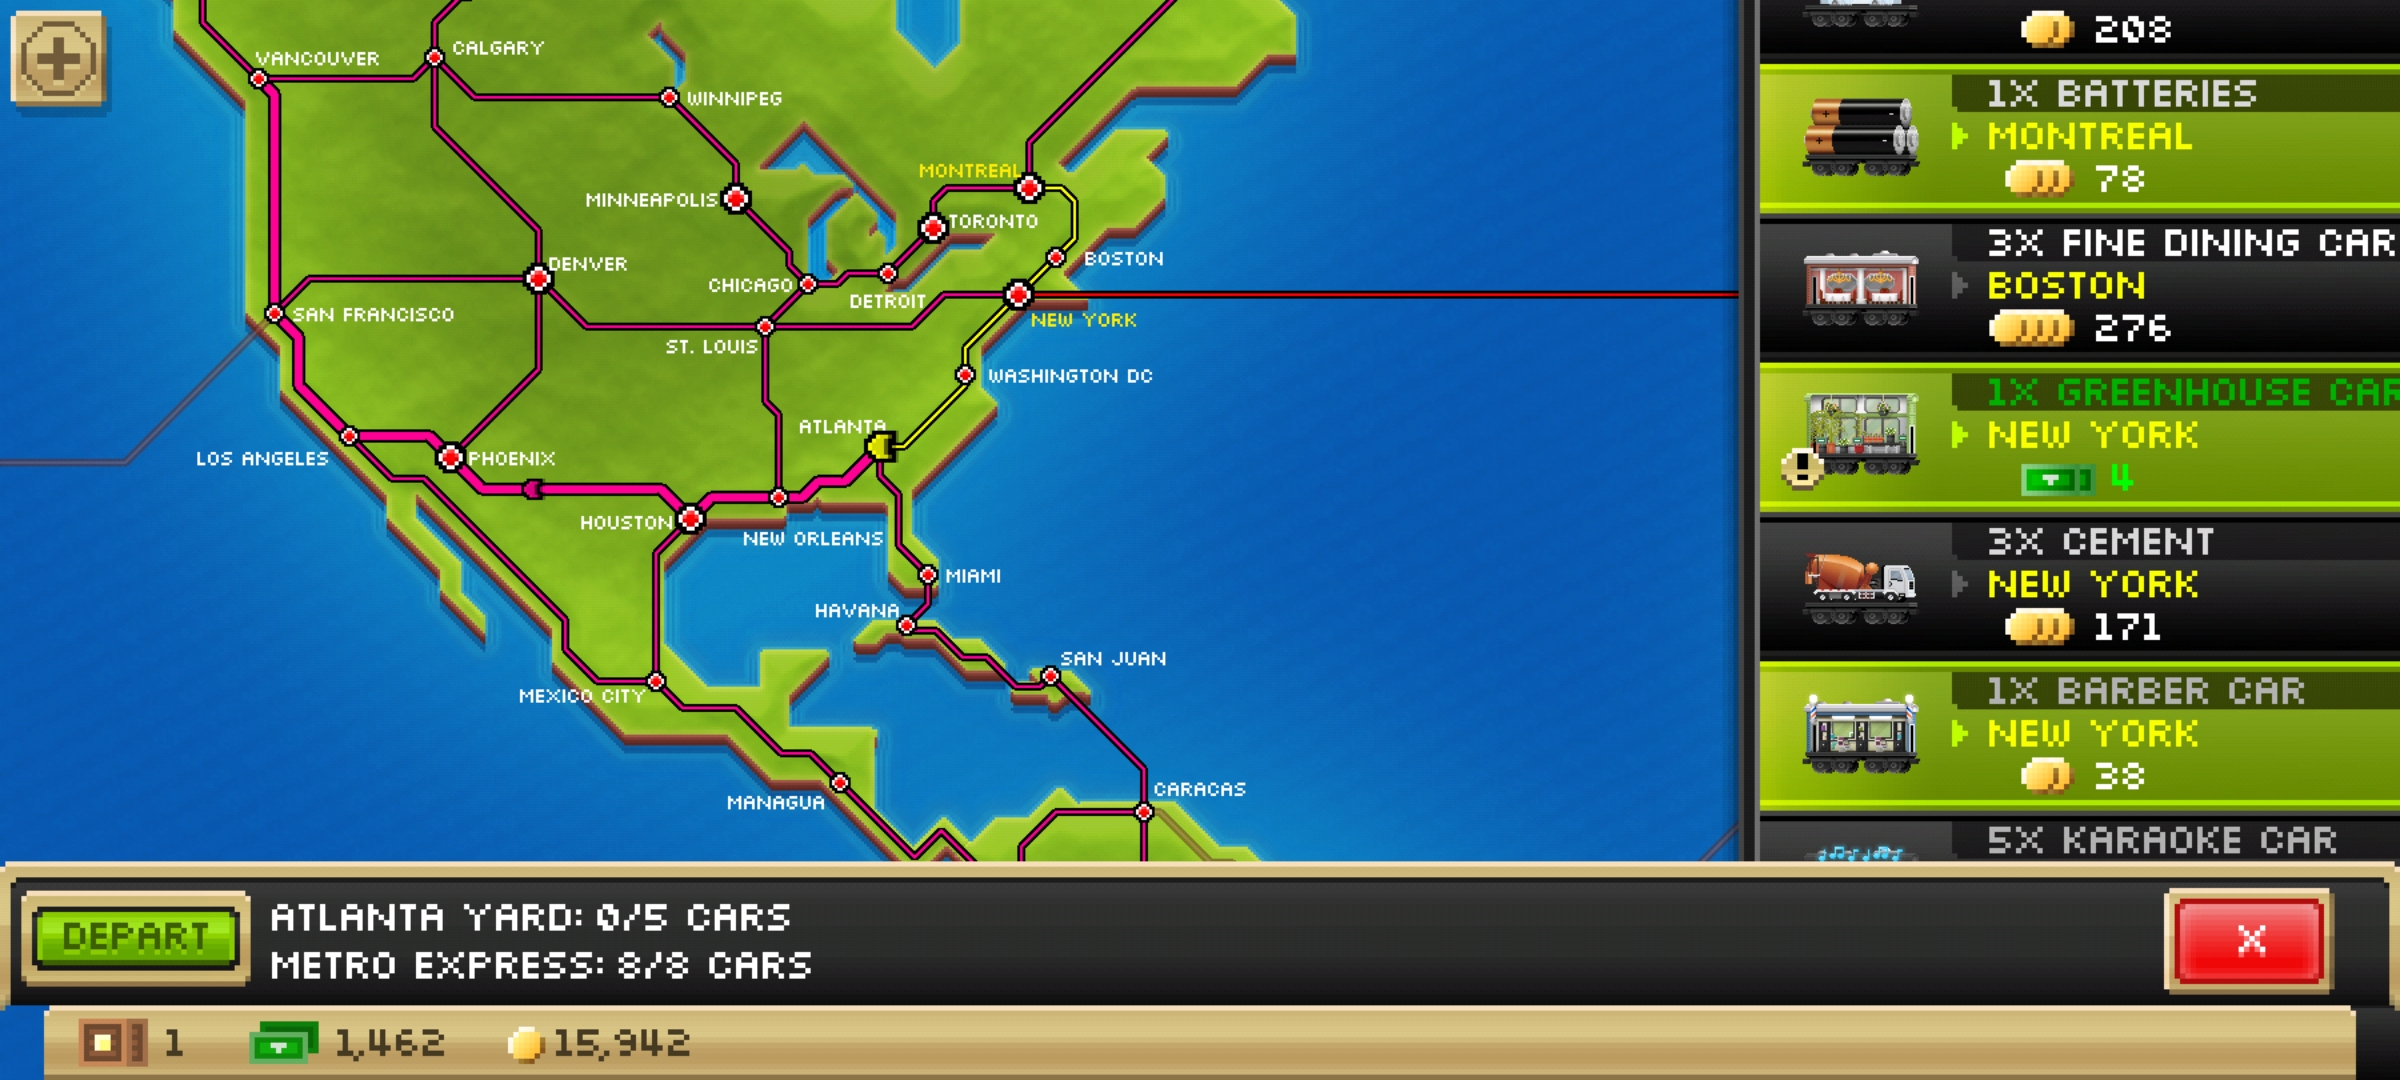 VANCOUVER
CALGARY
WINNIPEG
MONTREAL
MINNEAPOLIS
TORONTO
DENVER
BOSTON
CHICAGO
DETROIT
SAN FRANCISCO
NEW YORK
ST. LOUIS
WASHINGTON DC
ATLANTA
LOS ANGELES
PHOENIX
HOUSTON
NEW ORLEANS
MIAMI
HAVANA
SAN JUAN
MEXICO CITY
CARACAS
MANAGUA
208
1X BATTERIES
MONTREAL
78
3X FINE DINING CAR
BOSTON
276
1X GREENHOUSE CAR
NEW YORK
4
3X CEMENT
NEW YORK
171
1X BARBER CAR
NEW YORK
38
5X KARAOKE CAR
DEPART
ATLANTA YARD: 0/5 CARS
METRO EXPRESS: 8/8 CARS
X
1 1,462 15,942